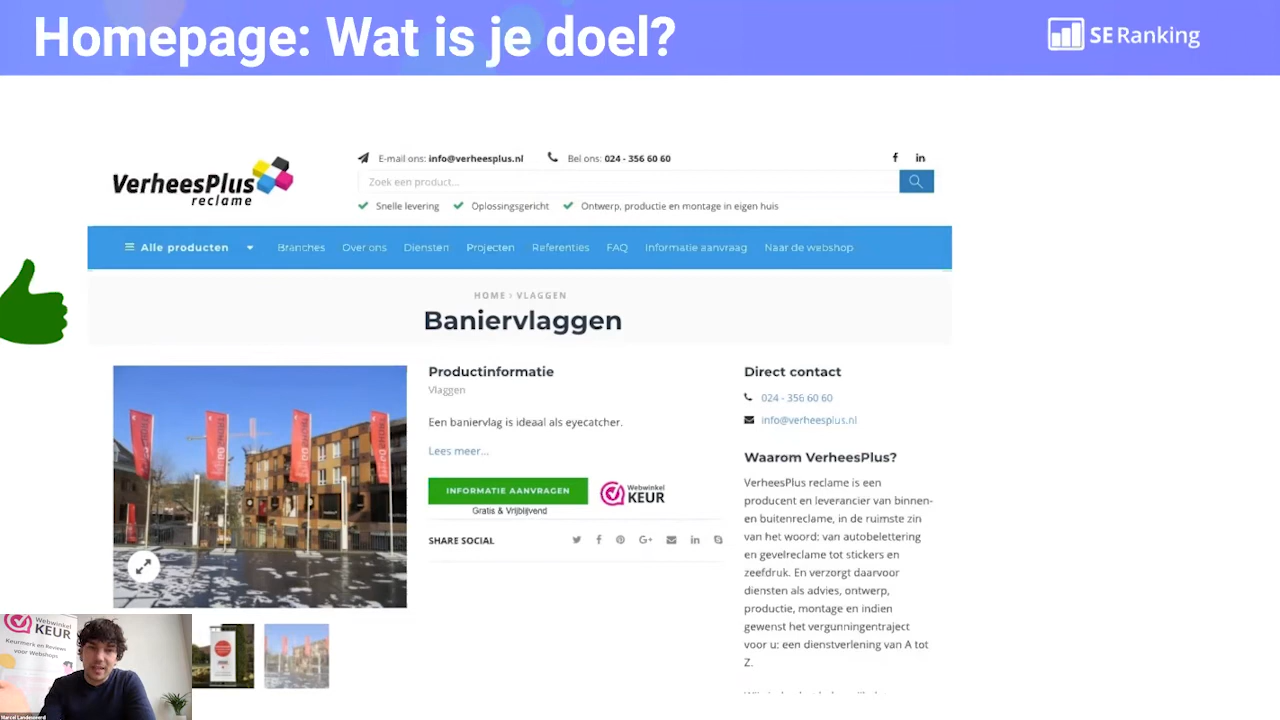 Homepage: Wat is je doel?
SE Ranking
VerheesPlus
reclame
E-mail ons: info@verheesplus.nl
Bel ons: 024 - 356 60 60
Zoek een product...
Snelle levering
Oplossingsgericht
Ontwerp, productie en montage in eigen huis
Alle producten
Branches
Over ons
Diensten
Projecten
Referenties
FAQ
Informatie aanvraag
Naar de webshop
HOME › VLAGGEN
Baniervlaggen
Productinformatie
Vlaggen
Een baniervlag is ideaal als eyecatcher.
Lees meer...
INFORMATIE AANVRAGEN
Gratis & Vrijblijvend
Webwinkel
KEUR
SHARE SOCIAL
Direct contact
024 - 356 60 60
info@verheesplus.nl
Waarom VerheesPlus?
VerheesPlus reclame is een
producent en leverancier van binnen-
en buitenreclame, in de ruimste zin
van het woord: van autobelettering
en gevelreclame tot stickers en
zeefdruk. En verzorgt daarvoor
diensten als advies, ontwerp,
productie, montage en indien
gewenst het vergunningentraject
voor u: een dienstverlening van A tot
Z.
Webwinkel
KEUR
Keurmerk en Reviews
voor Webshops